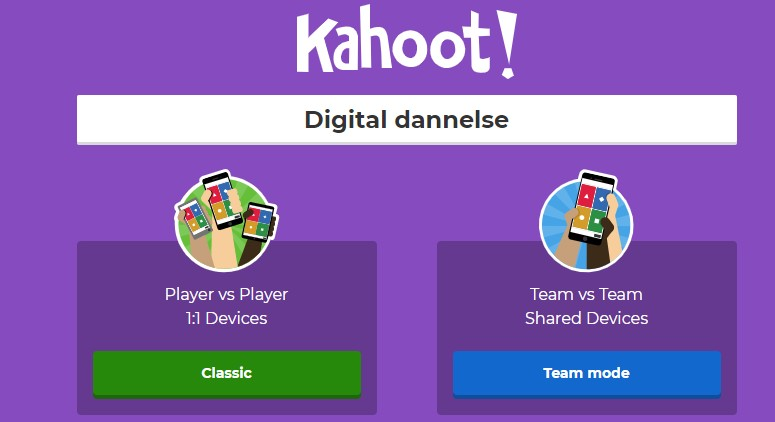 Kahoot!
Digital dannelse
Player vs Player
1:1 Devices
Classic
Team vs Team
Shared Devices
Team mode